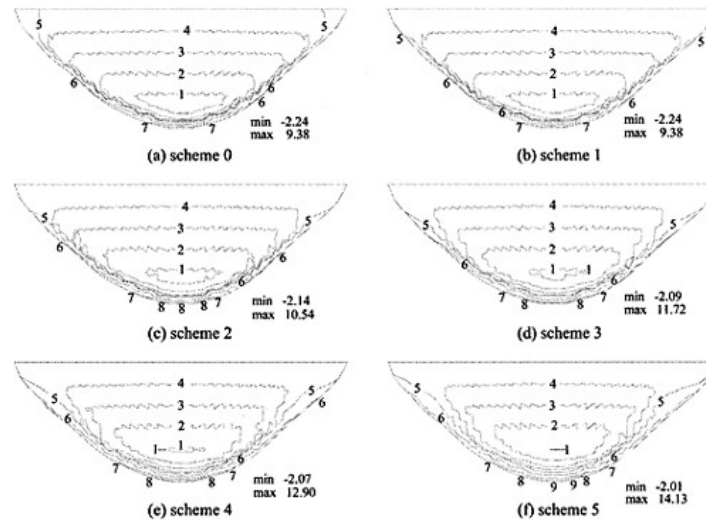 5 4 5
3
2
6 1 6
6
7 7
min -2.24
max 9.38
(a) scheme 0
5 4 5
3
2
6 1 6
6 6
7 7
min -2.24
max 9.38
(b) scheme 1
5 4 5
3
6 2 6
1 6
7 8 8 8 7
min -2.14
max 10.54
(c) scheme 2
5 4 5
3
2
6 1 1 6
7 8 8 7
min -2.09
max 11.72
(d) scheme 3
5 4 5
6 3 6
2
1 1 6
7 8 8 7
min -2.07
max 12.90
(e) scheme 4
5 4 5
6 3
2
1 6
7 8 9 9 8 7
min -2.01
max 14.13
(f) scheme 5